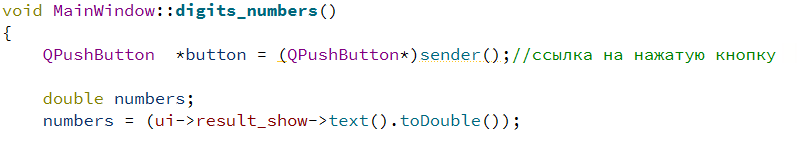 void MainWindow::digits_numbers()
{
QPushButton  *button = (QPushButton*)sender();//ссылка на нажатую кнопку
double numbers;
numbers = (ui->result_show->text().toDouble());